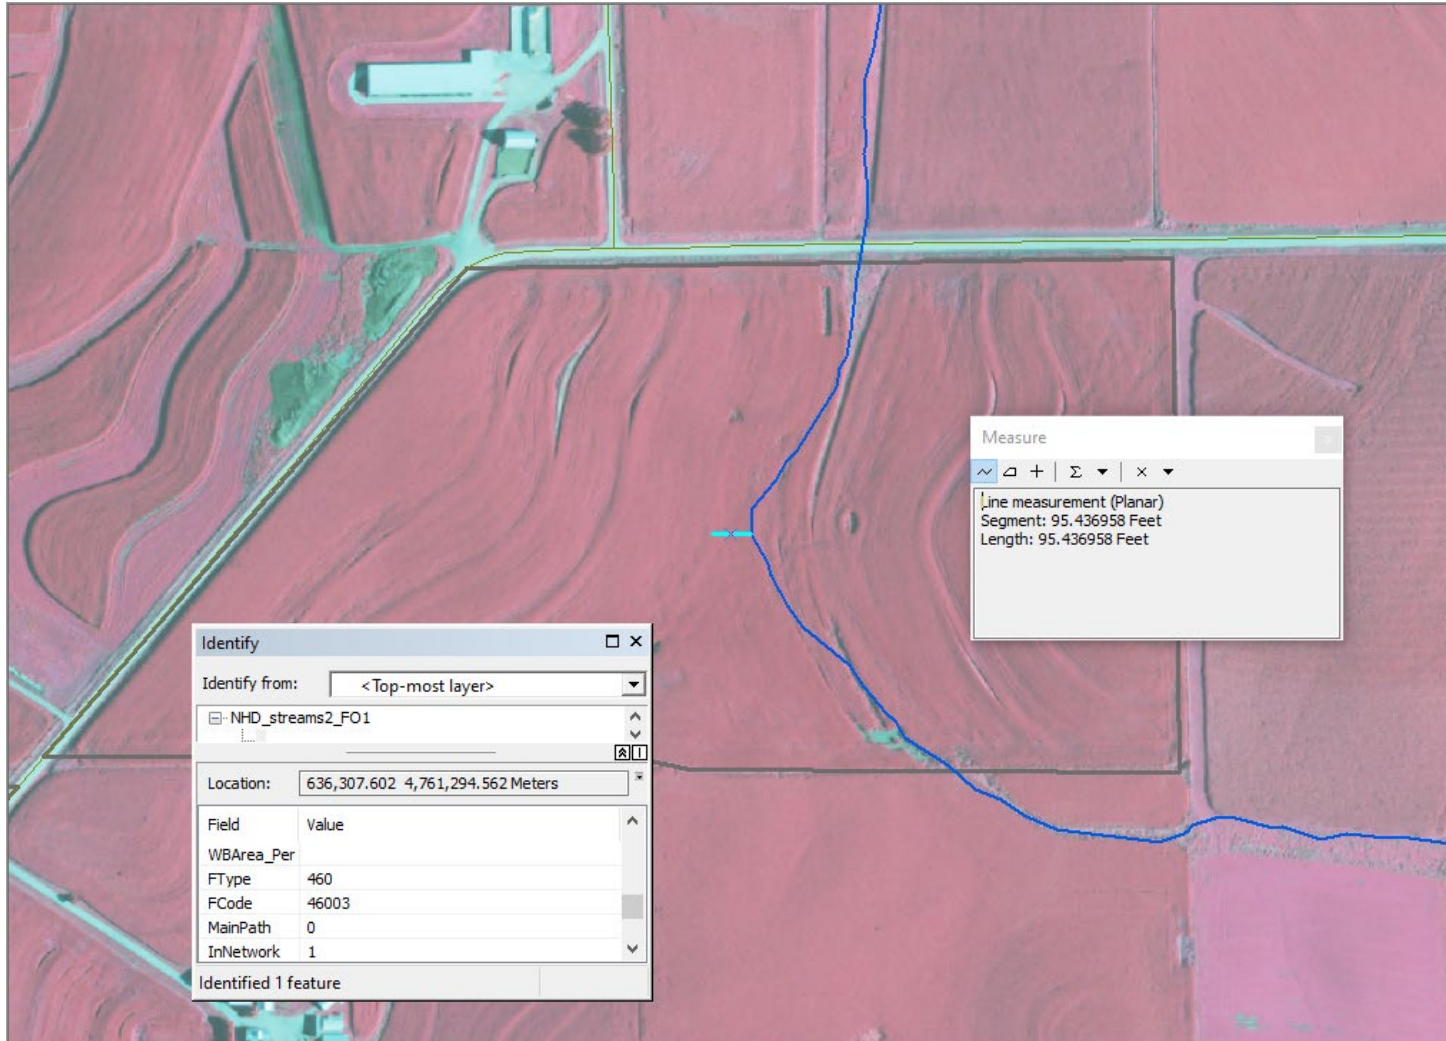 Measure
Line measurement (Planar)
Segment: 95.436958 Feet
Length: 95.436958 Feet
Identify
Identify from: <Top-most layer>
NHD_streams2_FO1
Location: 636,307.602 4,761,294.562 Meters
Field Value
WBArea_Per
FType 460
FCode 46003
MainPath 0
InNetwork 1
Identified 1 feature